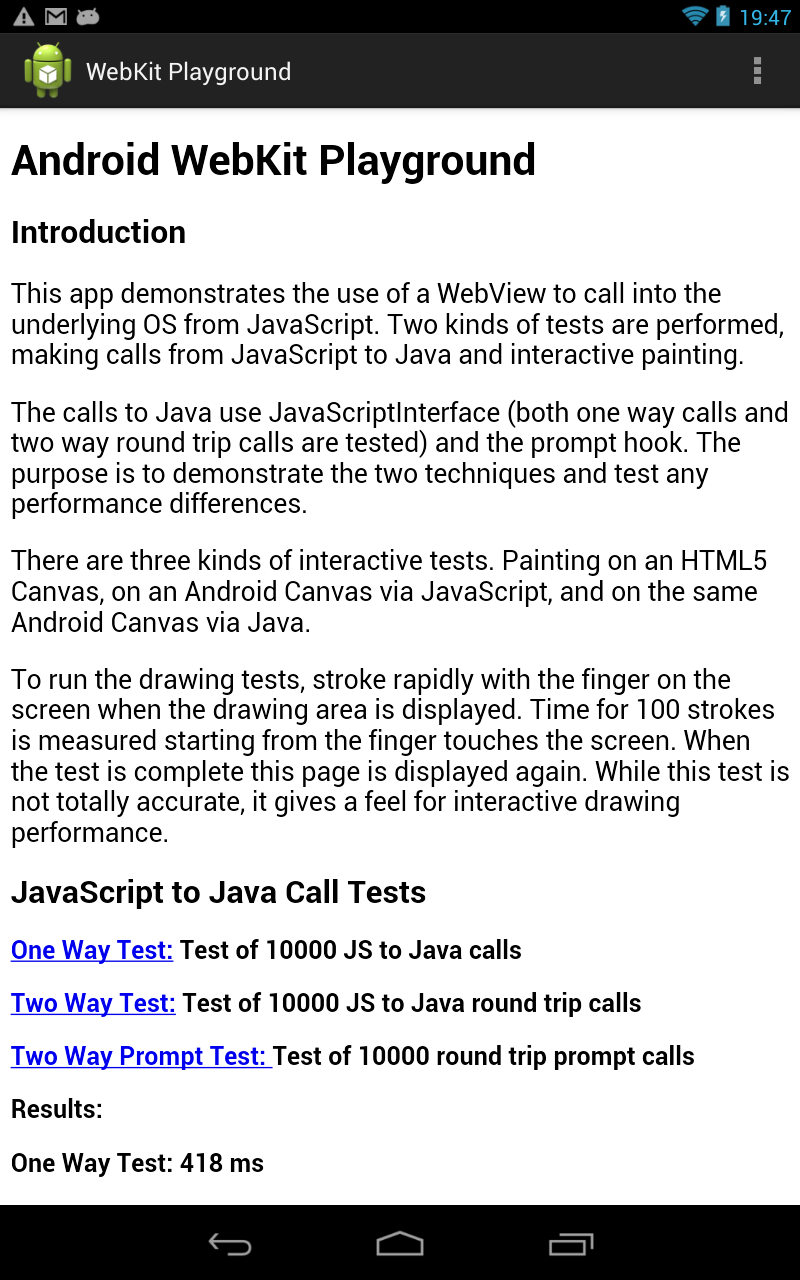 19:47
WebKit Playground
Android WebKit Playground
Introduction
This app demonstrates the use of a WebView to call into the
underlying OS from JavaScript. Two kinds of tests are performed,
making calls from JavaScript to Java and interactive painting.
The calls to Java use JavaScriptInterface (both one way calls and
two way round trip calls are tested) and the prompt hook. The
purpose is to demonstrate the two techniques and test any
performance differences.
There are three kinds of interactive tests. Painting on an HTML5
Canvas, on an Android Canvas via JavaScript, and on the same
Android Canvas via Java.
To run the drawing tests, stroke rapidly with the finger on the
screen when the drawing area is displayed. Time for 100 strokes
is measured starting from the finger touches the screen. When
the test is complete this page is displayed again. While this test is
not totally accurate, it gives a feel for interactive drawing
performance.
JavaScript to Java Call Tests
One Way Test: Test of 10000 JS to Java calls
Two Way Test: Test of 10000 JS to Java round trip calls
Two Way Prompt Test: Test of 10000 round trip prompt calls
Results:
One Way Test: 418 ms